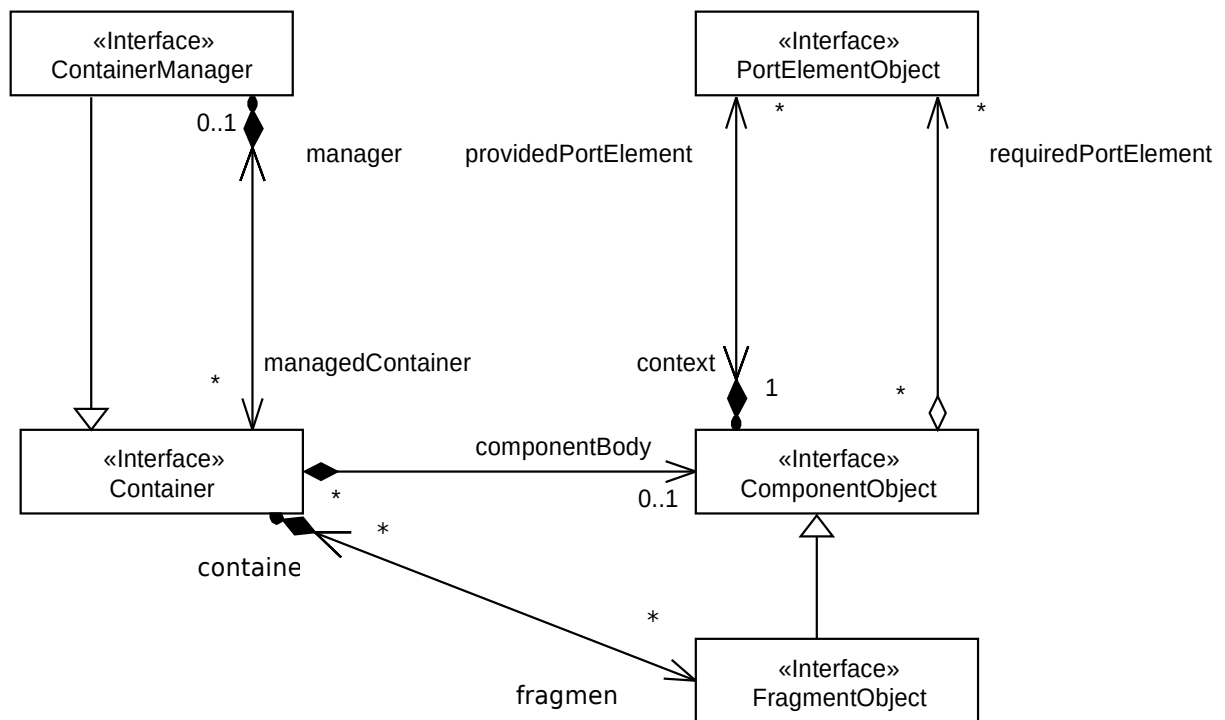 «Interface»
ContainerManager
«Interface»
PortElementObject
0..1
*
*
manager
providedPortElement
requiredPortElement
managedContainer
context
*
1
*
«Interface»
Container
componentBody
«Interface»
ComponentObject
*
0..1
*
containe
*
«Interface»
FragmentObject
fragmen